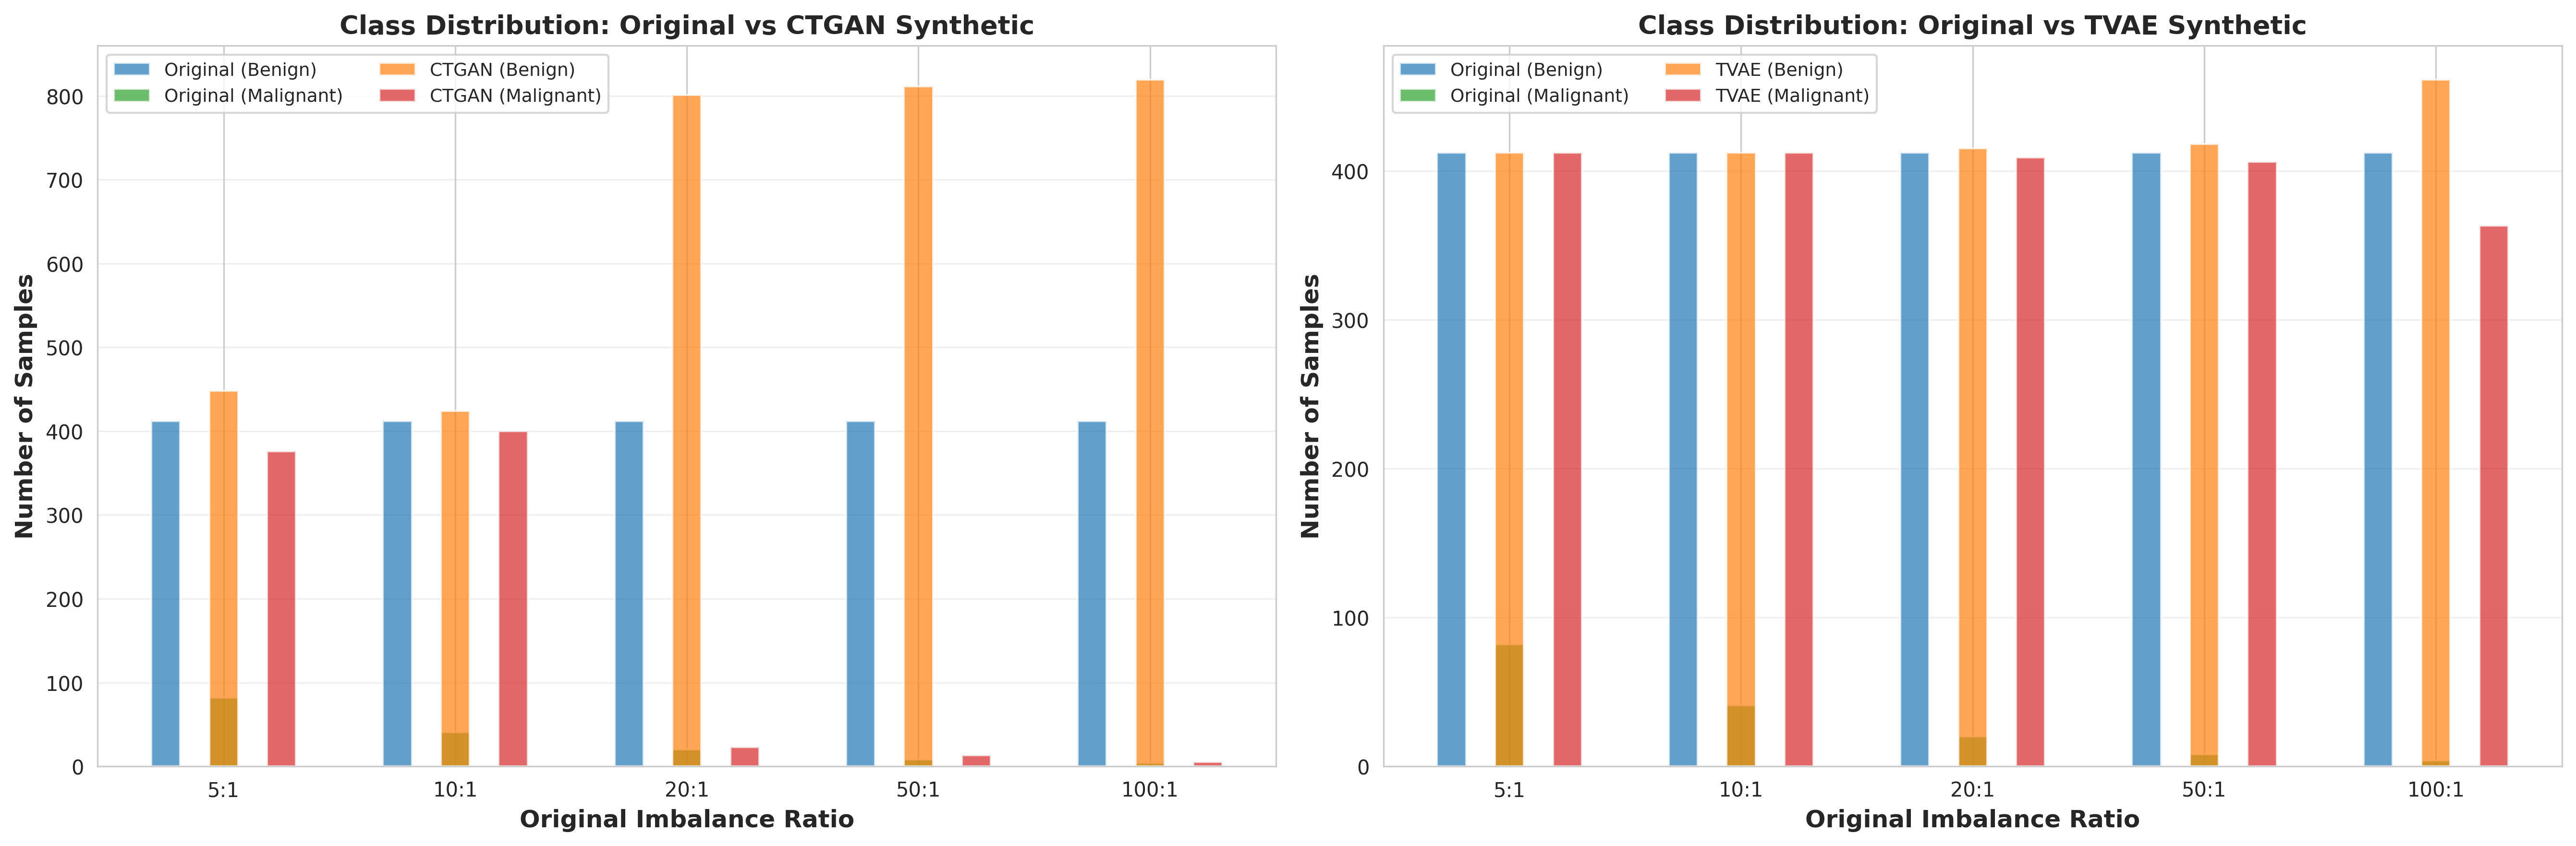 Class Distribution: Original vs CTGAN Synthetic
Original (Benign) CTGAN (Benign)
Original (Malignant) CTGAN (Malignant)
Number of Samples
800
700
600
500
400
300
200
100
0
5:1 10:1 20:1 50:1 100:1
Original Imbalance Ratio
Class Distribution: Original vs TVAE Synthetic
Original (Benign) TVAE (Benign)
Original (Malignant) TVAE (Malignant)
Number of Samples
400
300
200
100
0
5:1 10:1 20:1 50:1 100:1
Original Imbalance Ratio